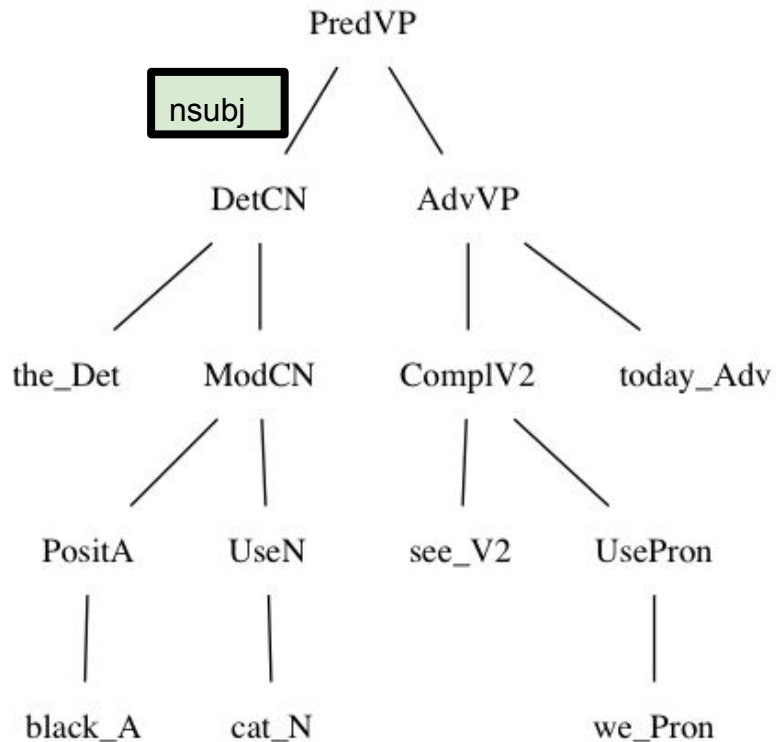 PredVP
nsubj
DetCN AdvVP
the_Det ModCN ComplV2 today_Adv
PositA UseN see_V2 UsePron
black_A cat_N we_Pron